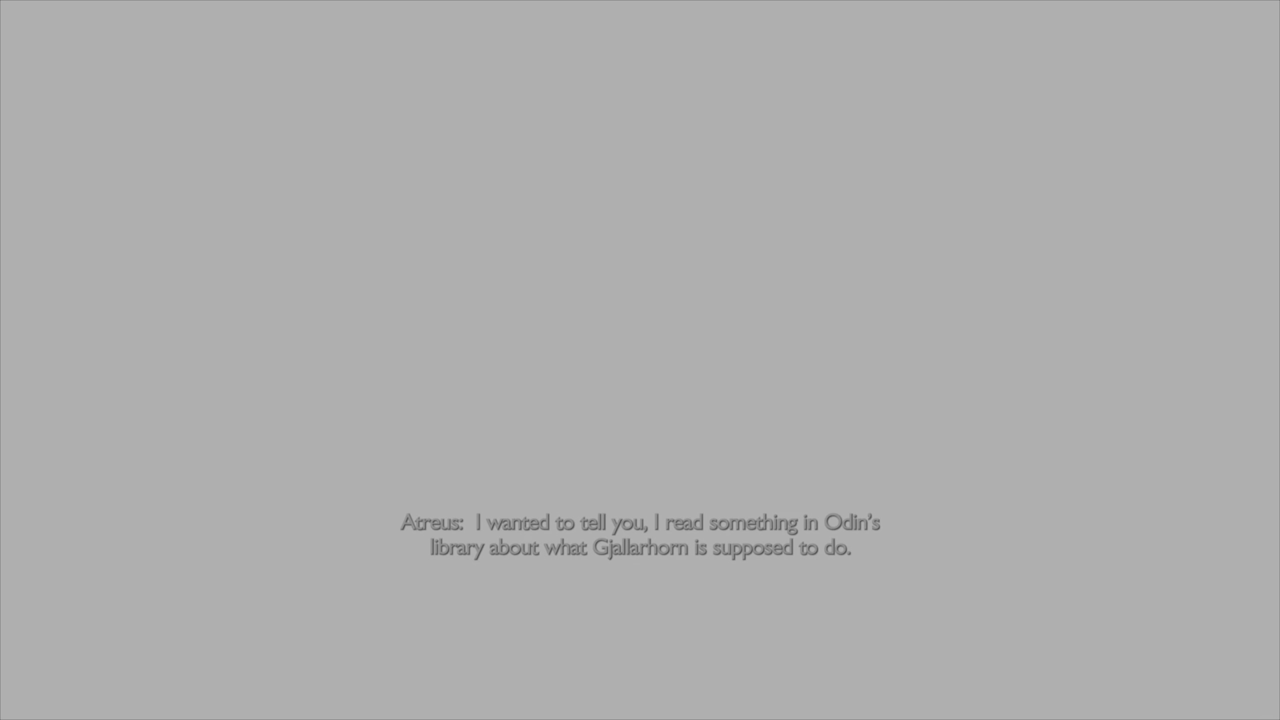 Atreus:  I wanted to tell you, I read something in Odin's
library about what Gjallarhorn is supposed to do.